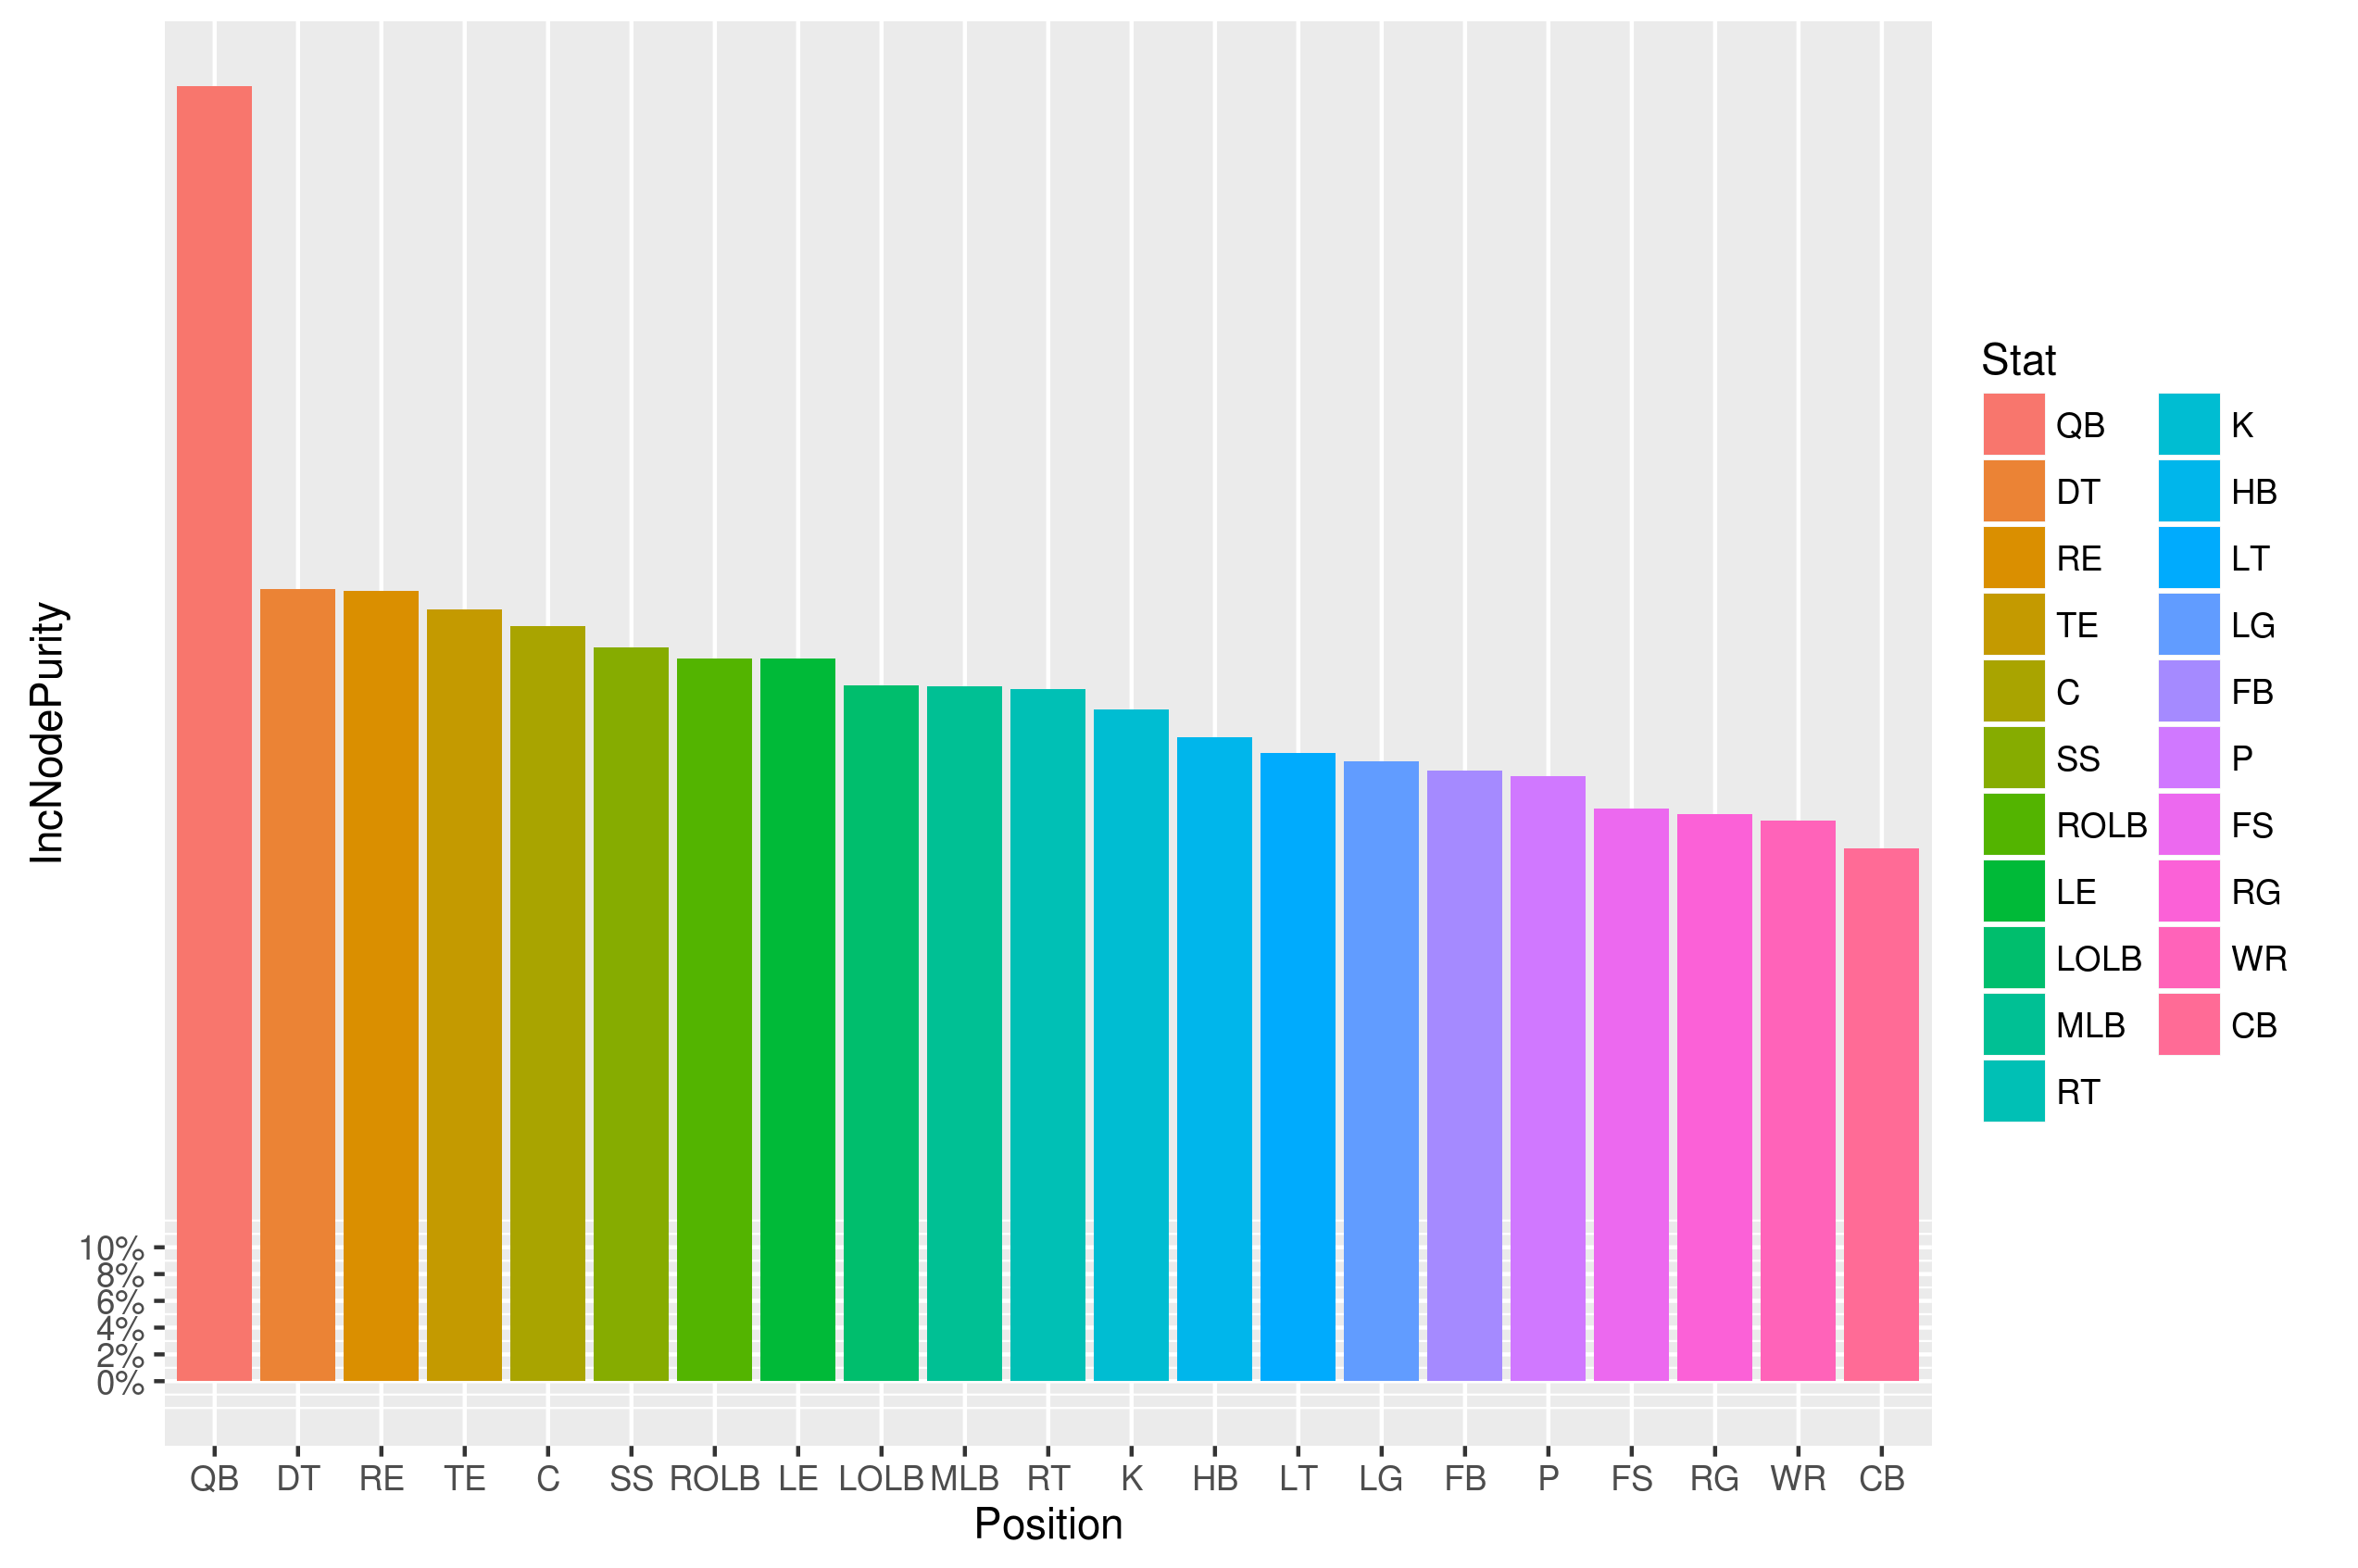 IncNodePurity
10%
8%
6%
4%
2%
0%
QB DT RE TE C SS ROLB LE LOLB MLB RT K HB LT LG FB P FS RG WR CB
Position
Stat
QB K
DT HB
RE LT
TE LG
C FB
SS P
ROLB FS
LE RG
LOLB WR
MLB CB
RT